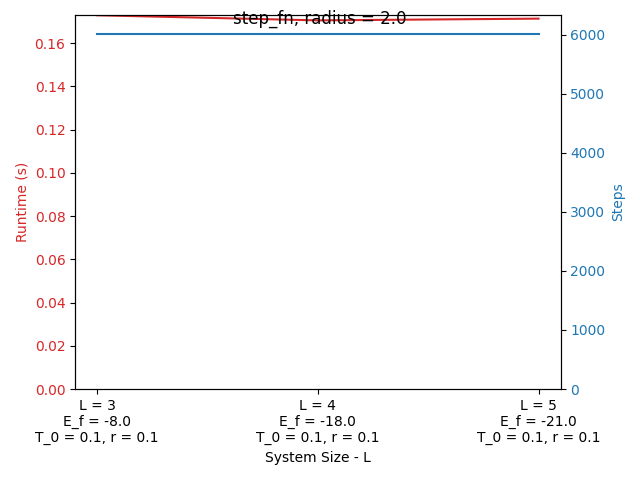 step_fn, radius = 2.0
0.16
0.14
0.12
0.10
0.08
0.06
0.04
0.02
0.00
Runtime (s)
6000
5000
4000
3000
2000
1000
0
Steps
L = 3
E_f = -8.0
T_0 = 0.1, r = 0.1
L = 4
E_f = -18.0
T_0 = 0.1, r = 0.1
L = 5
E_f = -21.0
T_0 = 0.1, r = 0.1
System Size - L